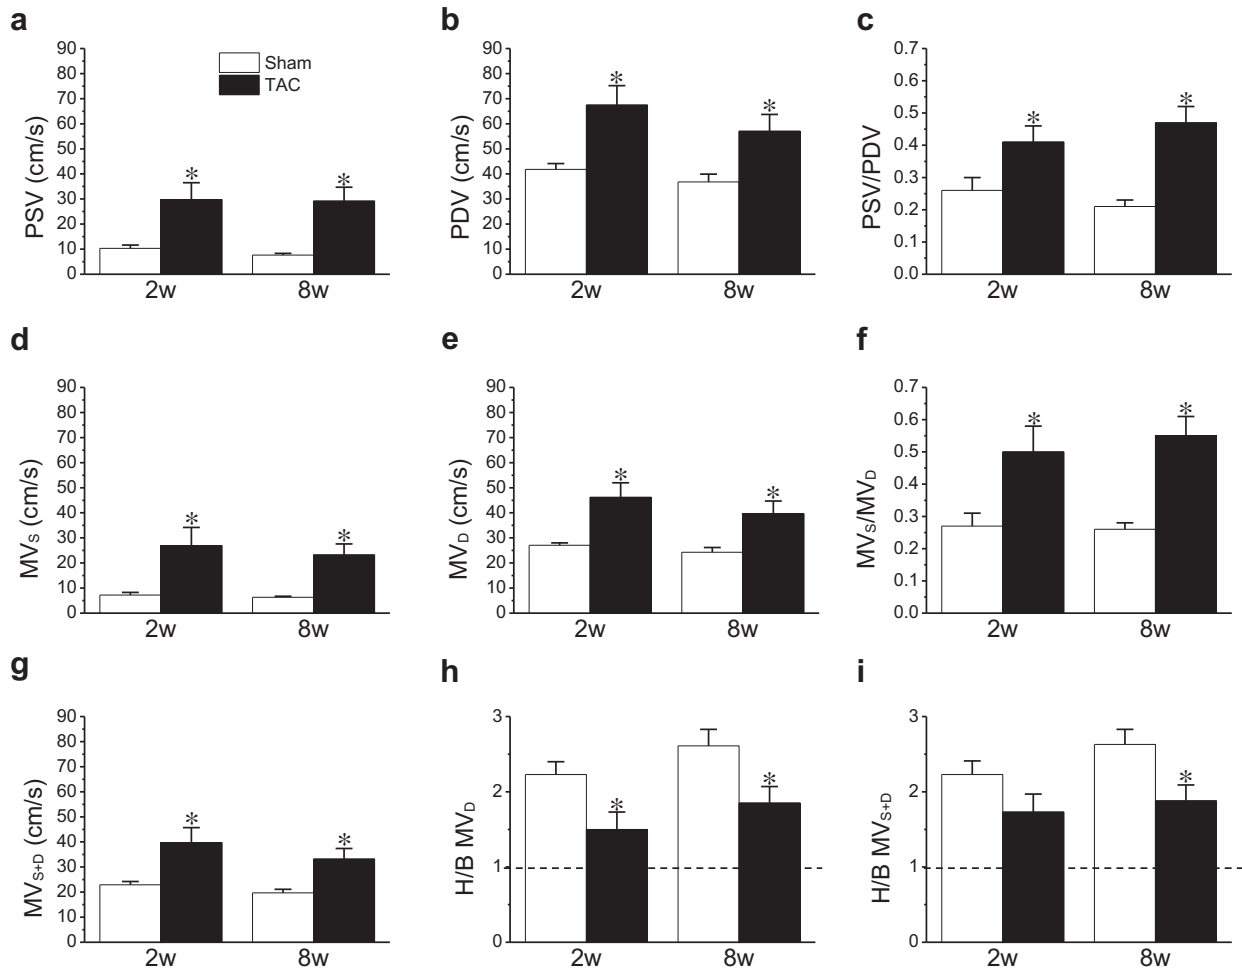 a
90
80
70
60
50
40
30
20
10
0
PSV (cm/s)
Sham
TAC
*
*
2w
8w
b
90
80
70
60
50
40
30
20
10
0
PDV (cm/s)
*
*
2w
8w
c
0.7
0.6
0.5
0.4
0.3
0.2
0.1
0.0
PSV/PDV
*
*
2w
8w
d
90
80
70
60
50
40
30
20
10
0
MVS (cm/s)
*
*
2w
8w
e
90
80
70
60
50
40
30
20
10
0
MVD (cm/s)
*
*
2w
8w
f
0.7
0.6
0.5
0.4
0.3
0.2
0.1
0.0
MVS/MVD
*
*
2w
8w
g
90
80
70
60
50
40
30
20
10
0
MVS+D (cm/s)
*
*
2w
8w
h
3
2
1
0
H/B MVD
*
*
2w
8w
i
3
2
1
0
H/B MVS+D
*
2w
8w